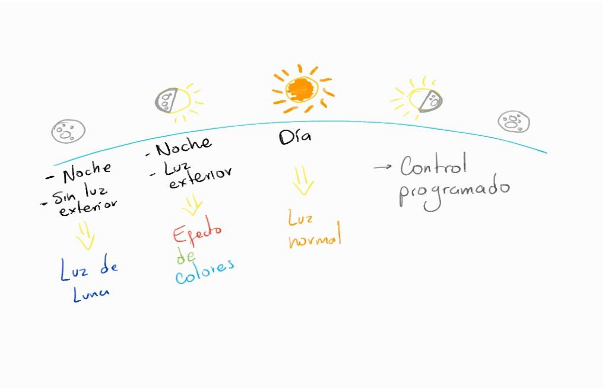 - Noche
- Sin luz
exterior
Luz de
Luna
- Noche
- Luz
exterior
Efecto
de
colores
Día
Luz
normal
→ Control
programado